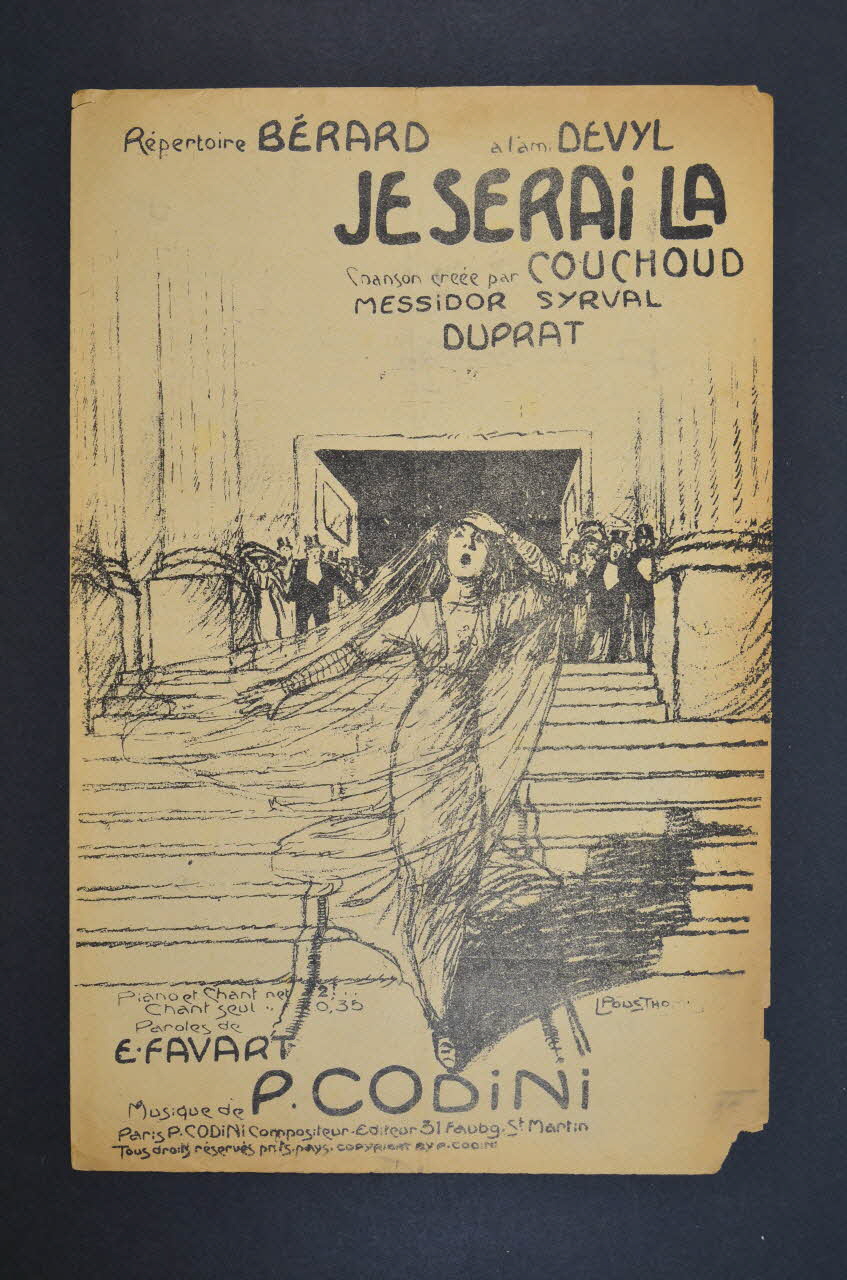 Répertoire BÉRARD
a l'ami DEVYL
JE SERAi LA
Chanson créée par COUCHOUD
MESSiDOR SYRVAL
DUPRAT
Piano et Chant net 2f..
Chant seul .. 0,35
Paroles de
E. FAVART
Musique de P. CODiNi
Paris P. CODiNi Compositeur-Editeur 31 Faubg. St Martin
Tous droits réservés pr ts. pays. COPYRIGHT BY P. CODINI